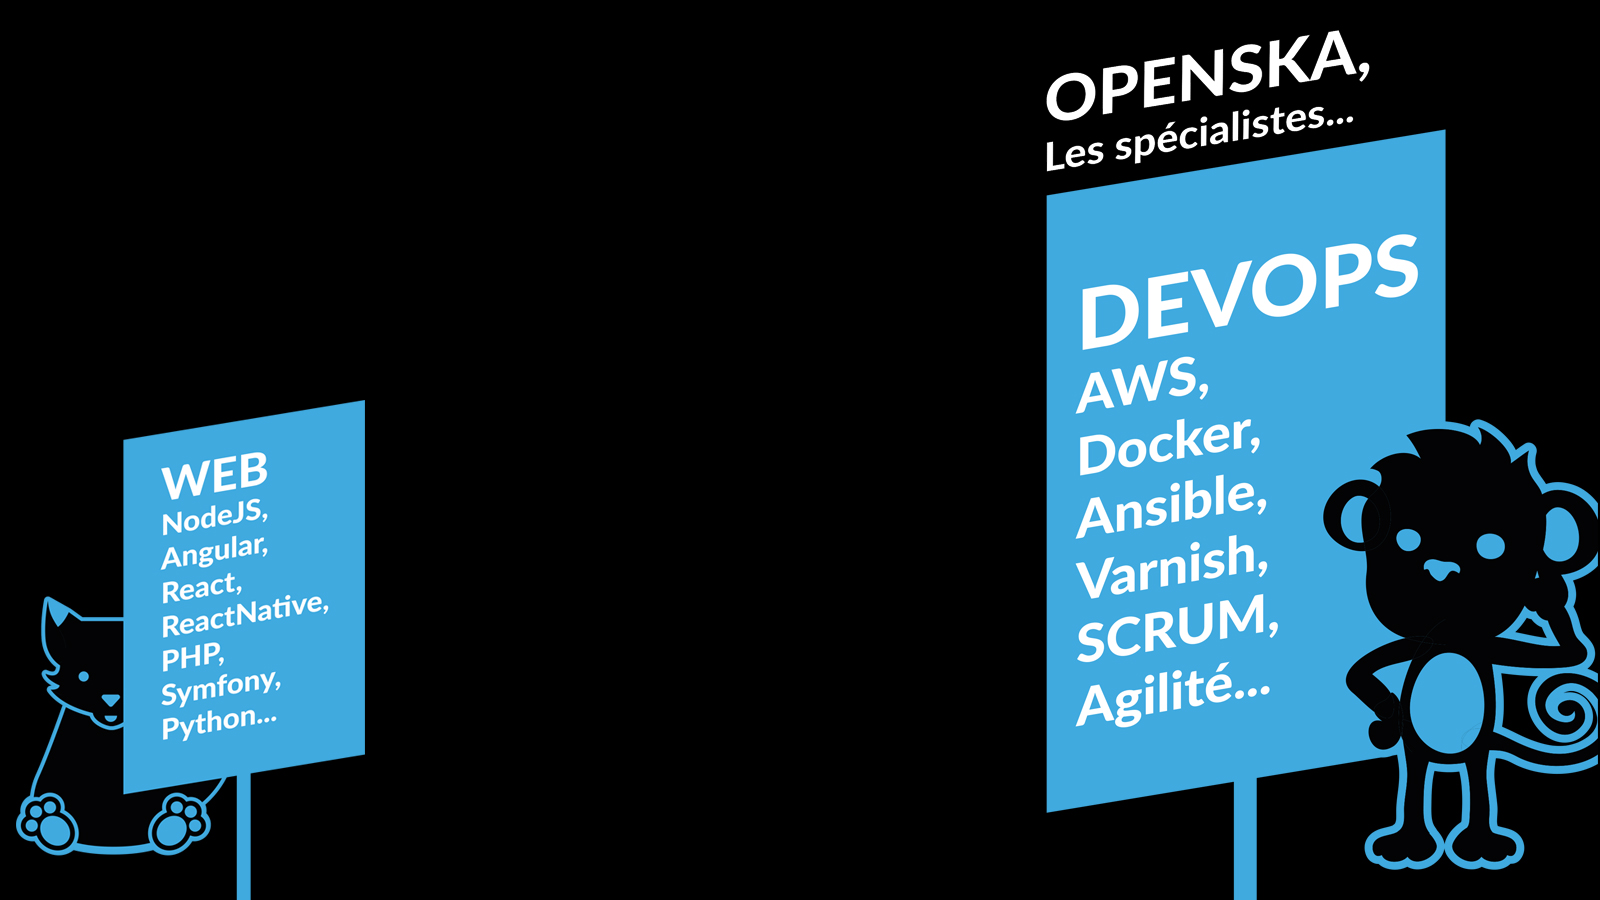 OPENSKA,
Les spécialistes...
DEVOPS
AWS,
Docker,
Ansible,
Varnish,
SCRUM,
Agilité...
WEB
NodeJS,
Angular,
React,
ReactNative,
PHP,
Symfony,
Python...